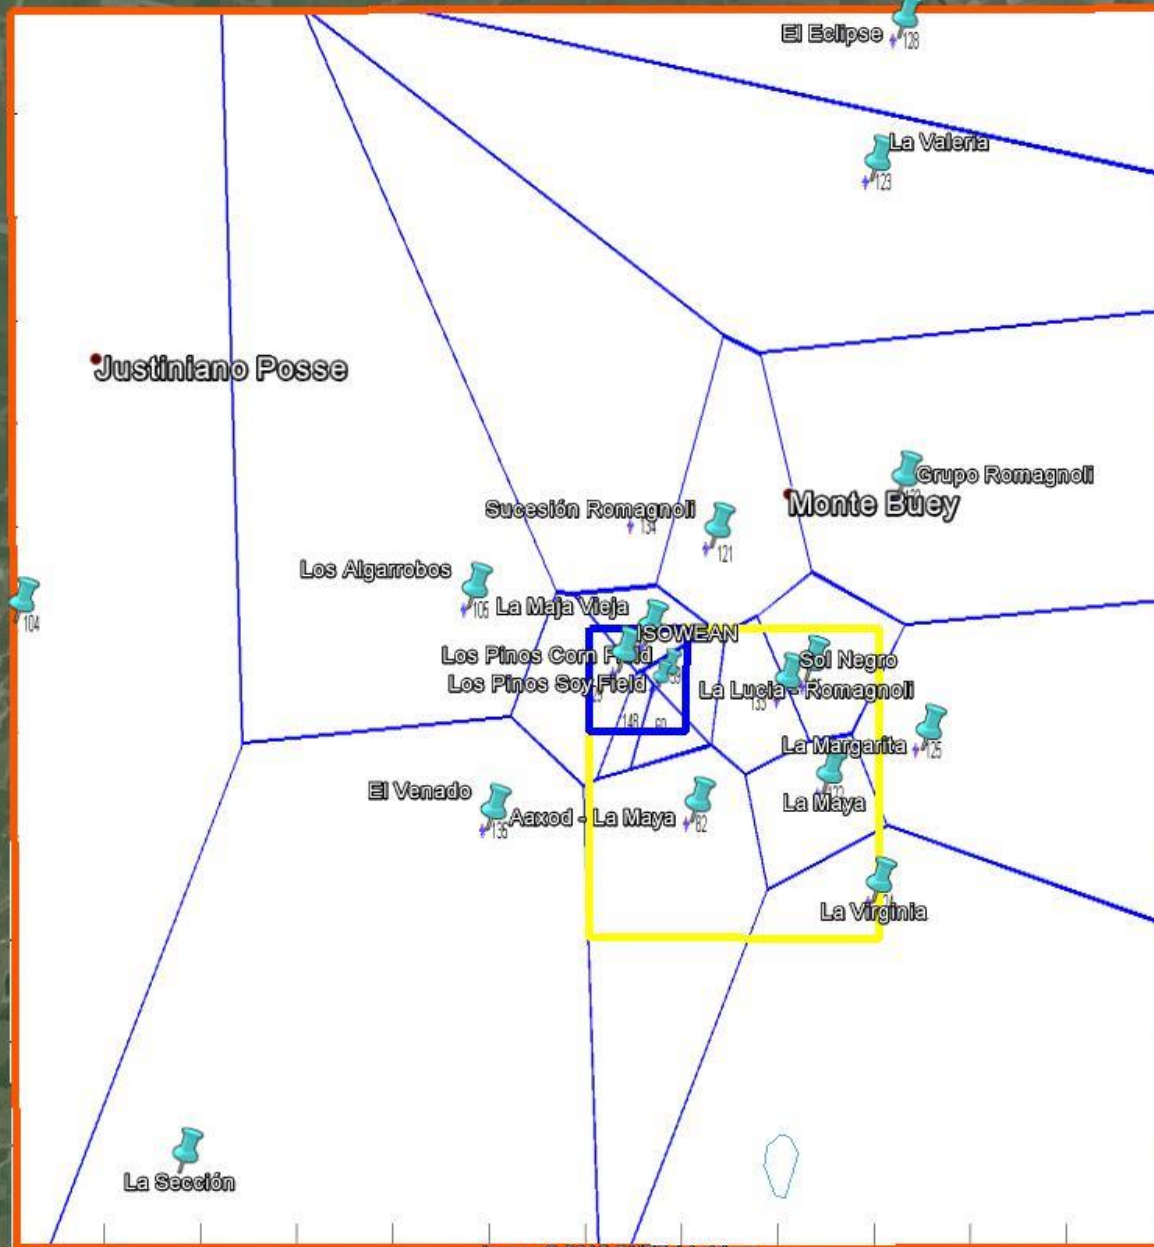 El Eclipse
128
La Valeria
123
Justiniano Posse
Grupo Romagnoli
Monte Buey
Sucesión Romagnoli
134
121
Los Algarrobos
105
104
La Maja Vieja
ISOWEAN
Los Pinos Corn Field
Sol Negro
Los Pinos Soy Field
La Lucia - Romagnoli
148
La Margarita
125
El Venado
122
La Maya
Aaxod - La Maya
82
135
La Virginia
La Sección